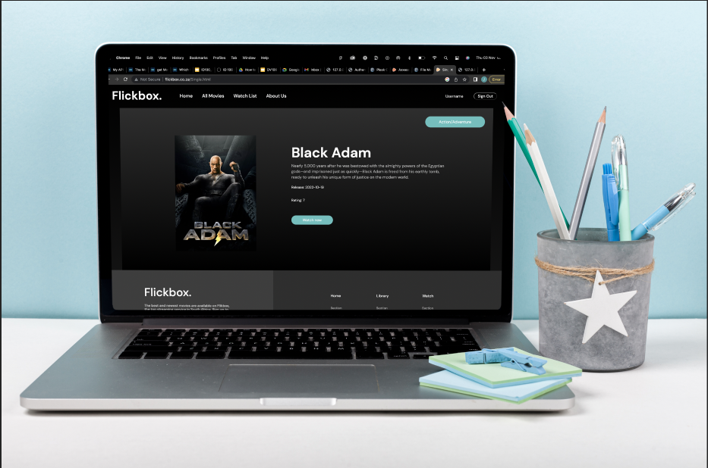 Chrome File Edit View History Bookmarks Profiles Tab Window Help
Thu 03 Nov
Not Secure | flickbox.co.za/Single.html
Error
Flickbox. Home All Movies Watch List About Us Username Sign Out
Action/Adventure
Black Adam
Nearly 5,000 years after he was bestowed with the almighty powers of the Egyptian
gods—and imprisoned just as quickly—Black Adam is freed from his earthly tomb,
ready to unleash his unique form of justice on the modern world.
Release: 2022-10-19
Rating: 7
Watch now
BLACK
ADAM
Flickbox. Home Library Watch
The best and newest movies are available on Flickbox,